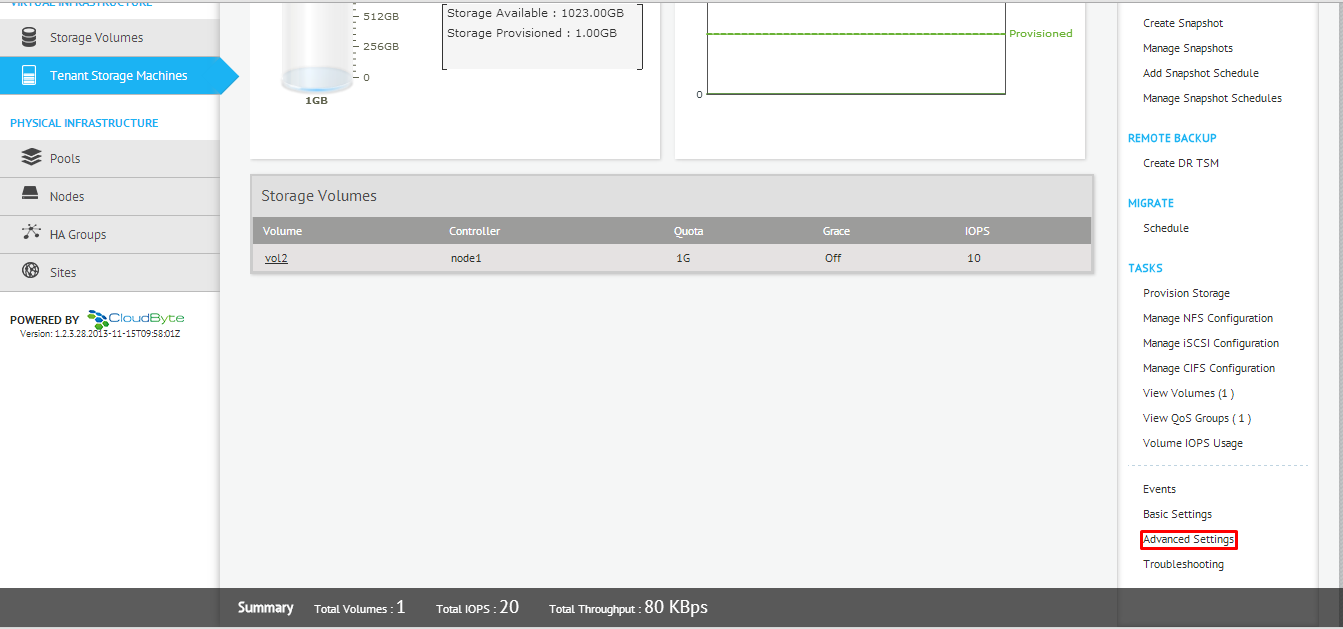 VIRTUAL INFRASTRUCTURE
Storage Volumes
Tenant Storage Machines
PHYSICAL INFRASTRUCTURE
Pools
Nodes
HA Groups
Sites
POWERED BY CloudByte
Version: 1.2.3.28.2013-11-15T09:58:01Z
512GB
256GB
0
1GB
Storage Available : 1023.00GB
Storage Provisioned : 1.00GB
Provisioned
0
Storage Volumes
Volume Controller Quota Grace IOPS
vol2 node1 1G Off 10
Create Snapshot
Manage Snapshots
Add Snapshot Schedule
Manage Snapshot Schedules
REMOTE BACKUP
Create DR TSM
MIGRATE
Schedule
TASKS
Provision Storage
Manage NFS Configuration
Manage iSCSI Configuration
Manage CIFS Configuration
View Volumes (1 )
View QoS Groups ( 1 )
Volume IOPS Usage
Events
Basic Settings
Advanced Settings
Troubleshooting
Summary Total Volumes : 1 Total IOPS : 20 Total Throughput : 80 KBps